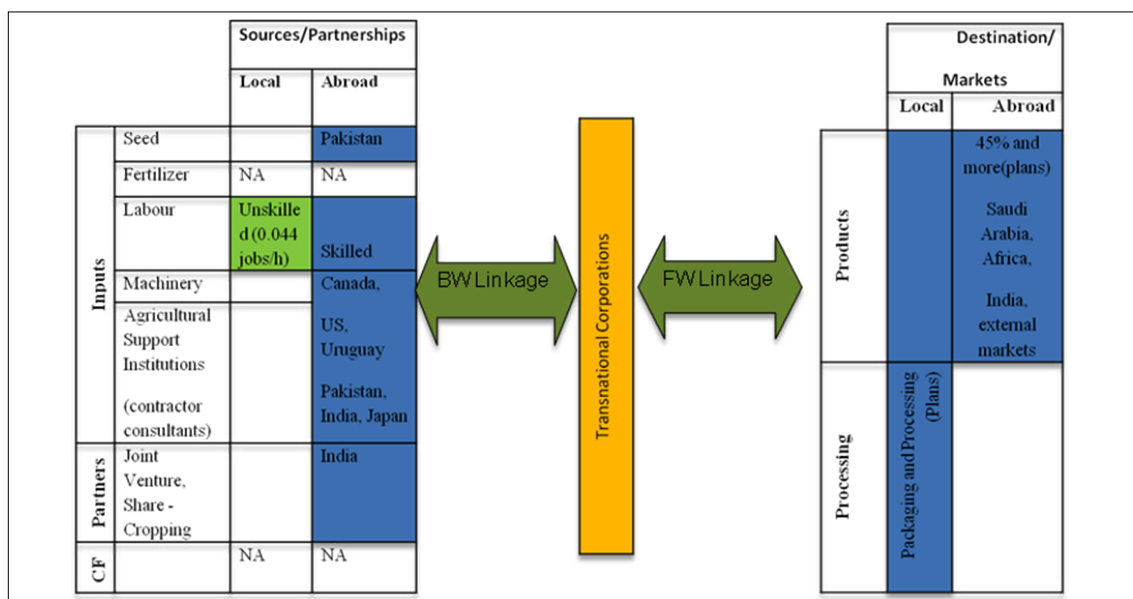 Sources/Partnerships
Local
Abroad
Inputs
Seed
Pakistan
Fertilizer
NA
NA
Labour
Unskille
d (0.044
jobs/h)
Skilled
Machinery
Canada,
US,
Uruguay
Pakistan,
India, Japan
Agricultural
Support
Institutions
(contractor
consultants)
Partners
Joint
Venture,
Share -
Cropping
India
CF
NA
NA
BW Linkage
Transnational Corporations
FW Linkage
Destination/
Markets
Local
Abroad
Products
45% and
more(plans)
Saudi
Arabia,
Africa,
India,
external
markets
Processing
Packaging and Processing
(Plans)